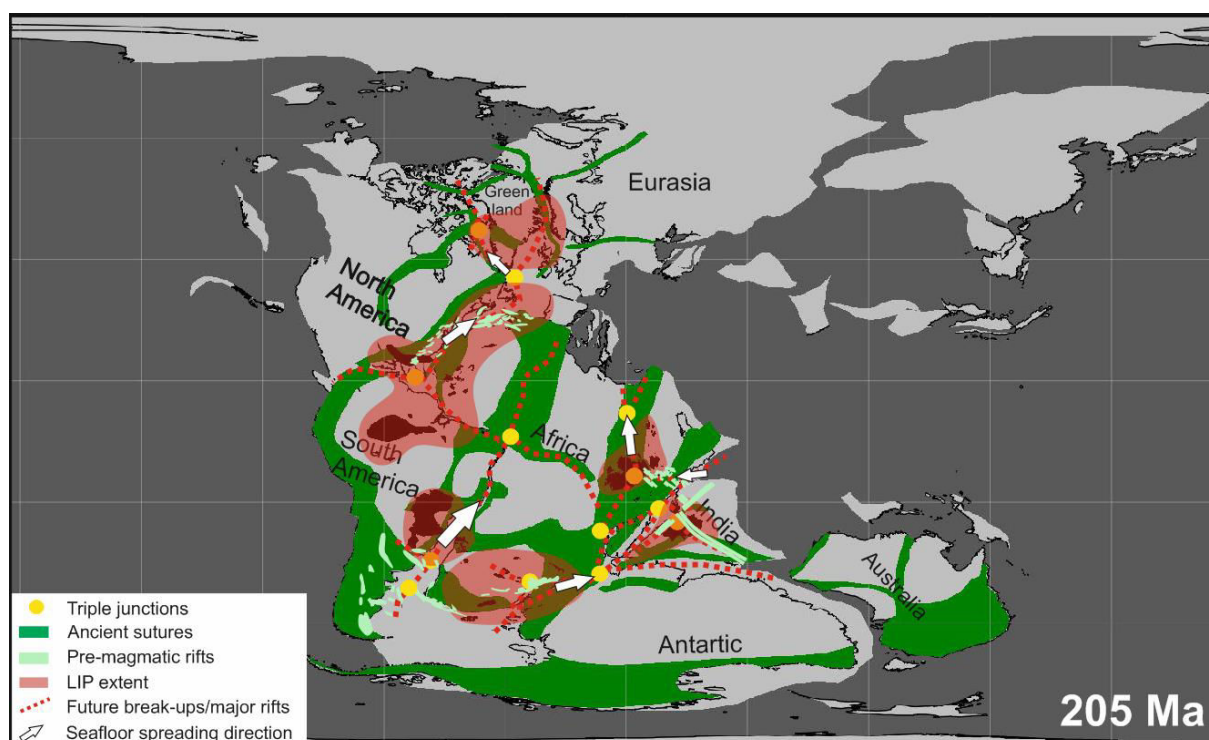 Eurasia
Green
land
North
America
Africa
South
America
India
Australia
Antartic
Triple junctions
Ancient sutures
Pre-magmatic rifts
LIP extent
Future break-ups/major rifts
Seafloor spreading direction
205 Ma